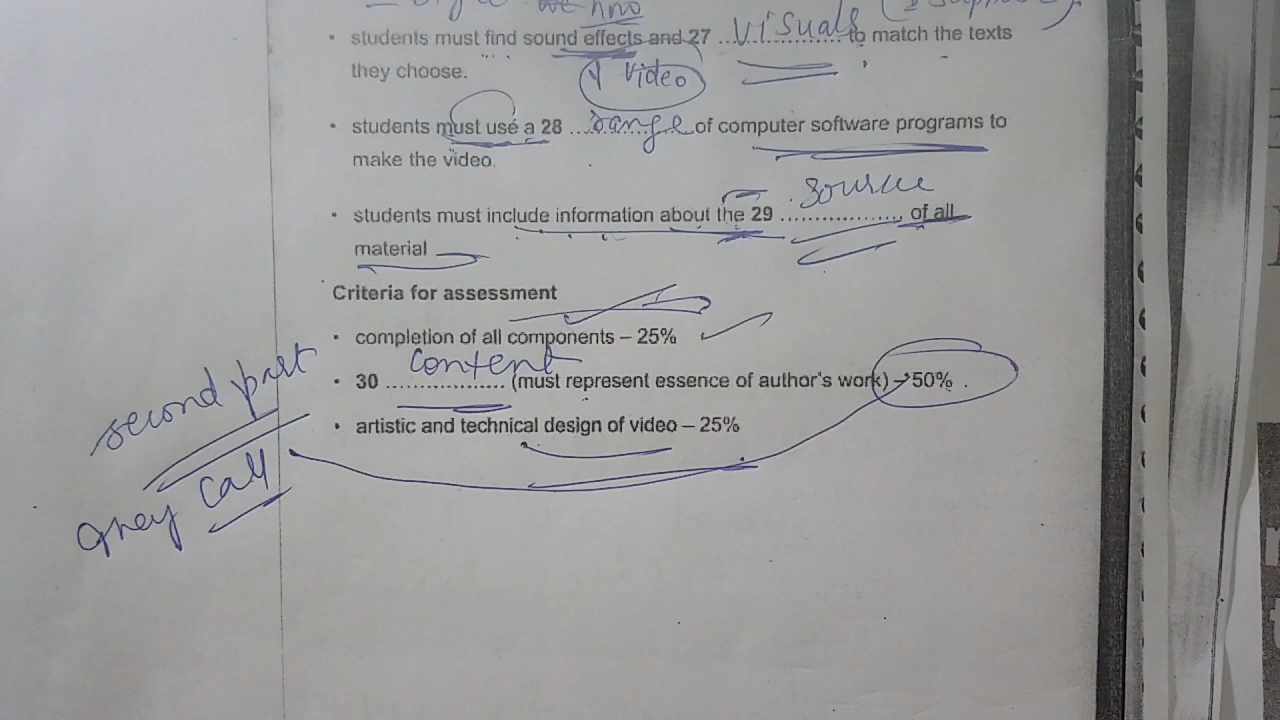 students must find sound effects and 27 ... visuals ... to match the texts
they choose.
video
• students must use a 28 ... range of computer software programs to
make the video.
source
• students must include information about the 29 .................. of all
material
Criteria for assessment
• completion of all components – 25%
content
• 30 .................. (must represent essence of author's work) – 50%
• artistic and technical design of video – 25%
second part
call